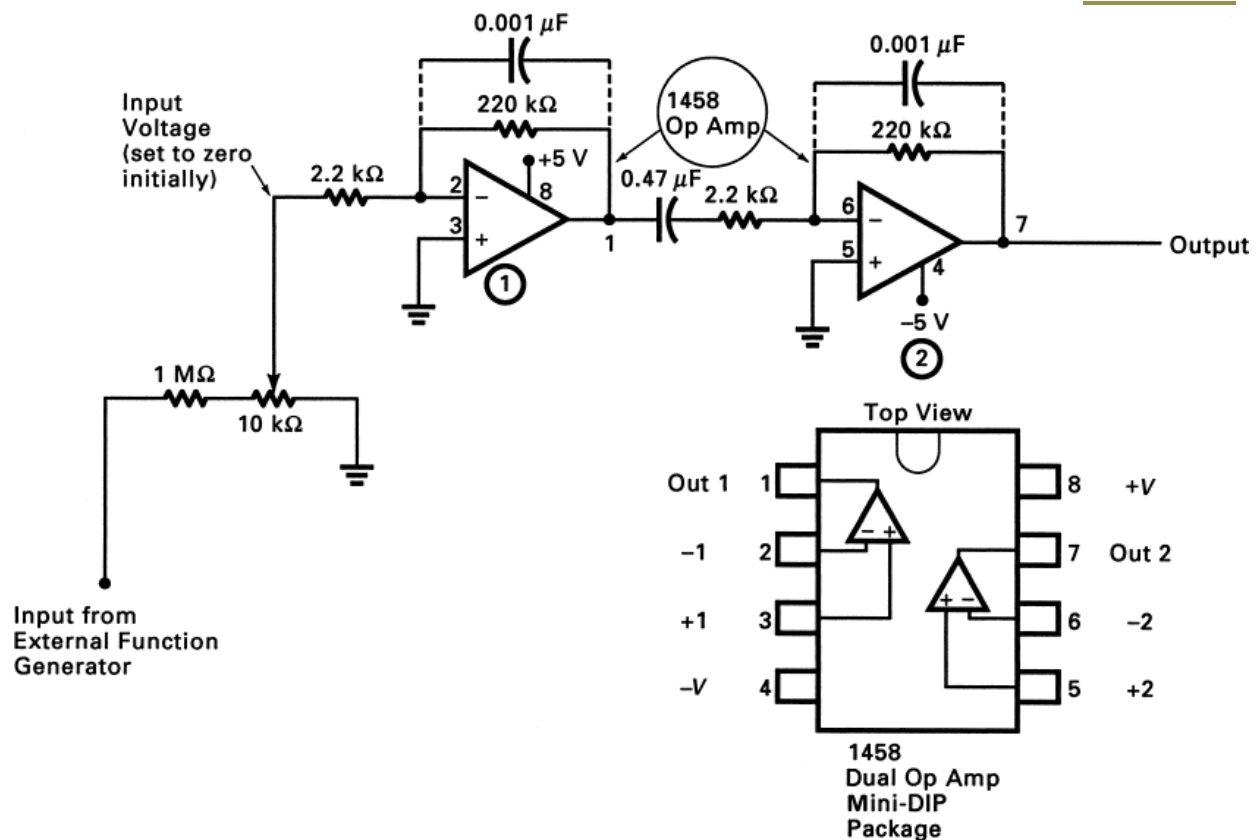 0.001 μF
0.001 μF
Input
Voltage
(set to zero
initially)
220 kΩ
1458
Op Amp
220 kΩ
2.2 kΩ
+5 V
0.47 μF
2.2 kΩ
2
−
8
3
+
1
1
6
−
7
5
+
4
Output
−5 V
2
1 MΩ
10 kΩ
Input from
External Function
Generator
Top View
Out 1 1
8 +V
− +
−1 2
7 Out 2
+ −
+1 3
6 −2
−V 4
5 +2
1458
Dual Op Amp
Mini-DIP
Package